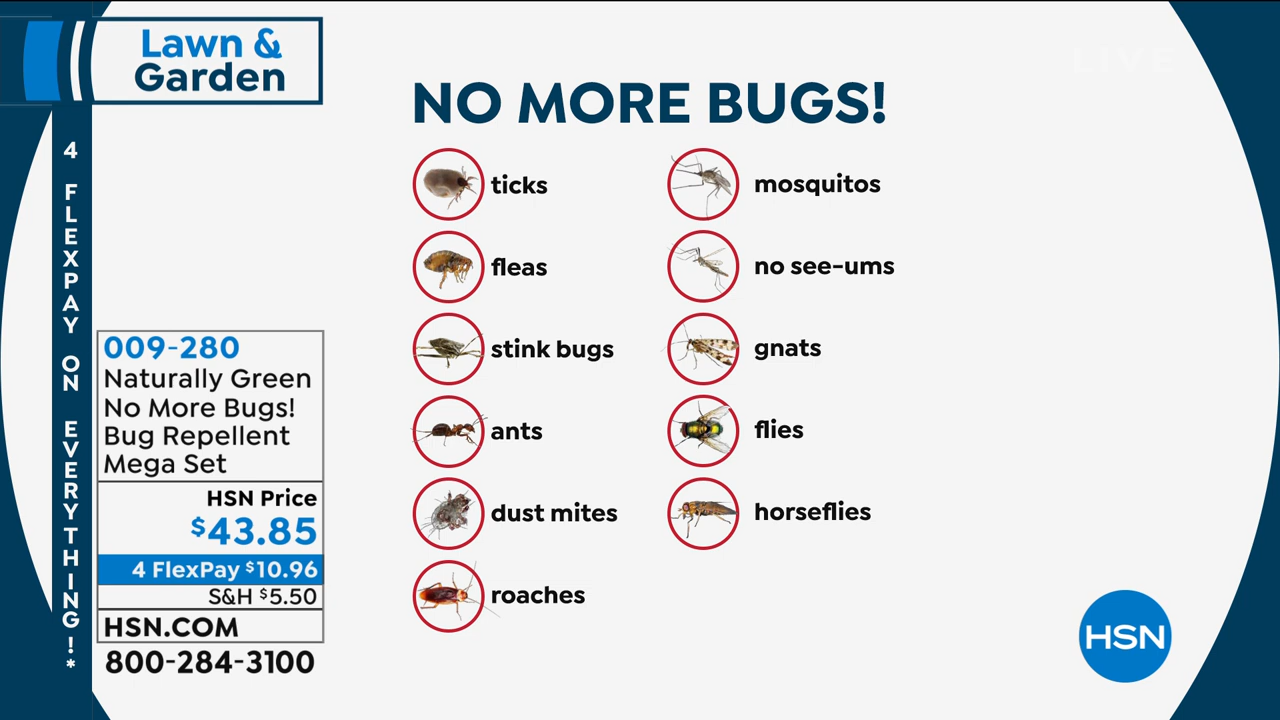 Lawn &
Garden
LIVE
4 FLEXPAY ON EVERYTHING!*
NO MORE BUGS!
ticks
fleas
stink bugs
ants
dust mites
roaches
mosquitos
no see-ums
gnats
flies
horseflies
009-280
Naturally Green
No More Bugs!
Bug Repellent
Mega Set
HSN Price
$43.85
4 FlexPay $10.96
S&H $5.50
HSN.COM
800-284-3100
HSN